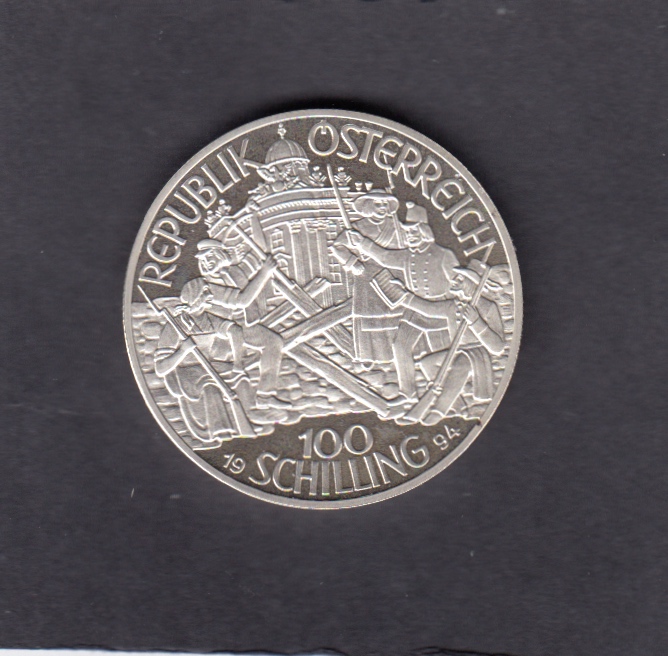 REPUBLIK ÖSTERREICH
100
19 SCHILLING 94